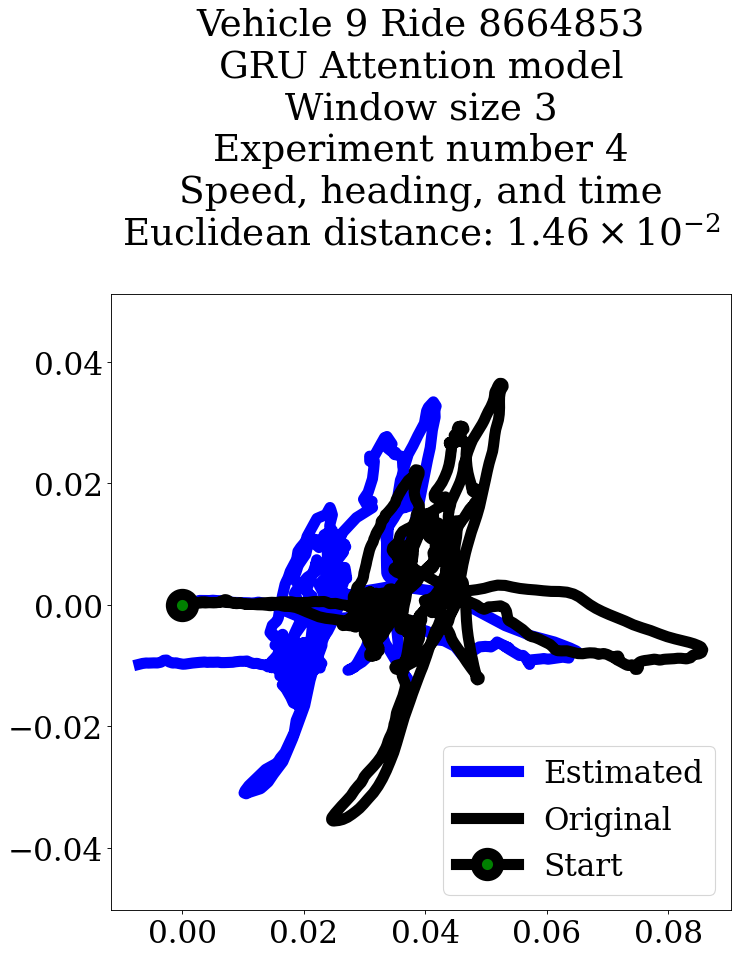 Vehicle 9 Ride 8664853
GRU Attention model
Window size 3
Experiment number 4
Speed, heading, and time
Euclidean distance: 1.46 × 10⁻²
0.04
0.02
0.00
−0.02
−0.04
Estimated
Original
Start
0.00 0.02 0.04 0.06 0.08